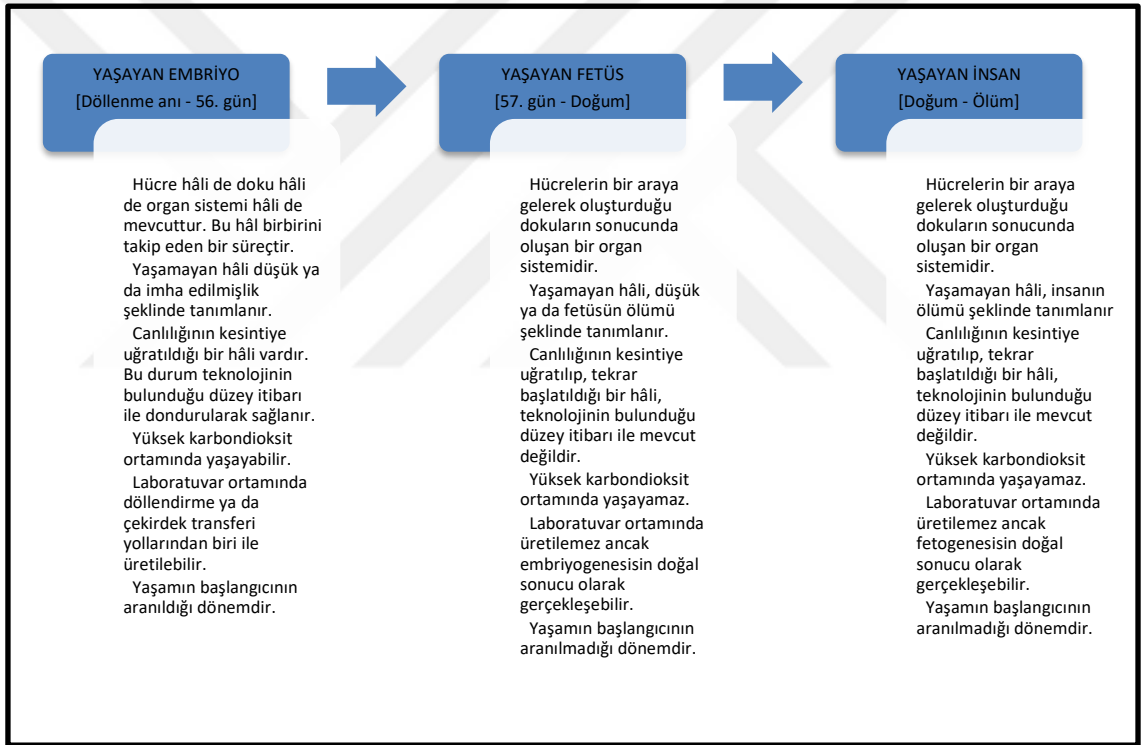 YAŞAYAN EMBRİYO
[Döllenme anı - 56. gün]
Hücre hâli de doku hâli
de organ sistemi hâli de
mevcuttur. Bu hâl birbirini
takip eden bir süreçtir.
Yaşamayan hâli düşük ya
da imha edilmişlik
şeklinde tanımlanır.
Canlılığının kesintiye
uğratıldığı bir hâli vardır.
Bu durum teknolojinin
bulunduğu düzey itibarı
ile dondurularak sağlanır.
Yüksek karbondioksit
ortamında yaşayabilir.
Laboratuvar ortamında
döllendirme ya da
çekirdek transferi
yollarından biri ile
üretilebilir.
Yaşamın başlangıcının
aranıldığı dönemdir.
YAŞAYAN FETÜS
[57. gün - Doğum]
Hücrelerin bir araya
gelerek oluşturduğu
dokuların sonucunda
oluşan bir organ
sistemidir.
Yaşamayan hâli, düşük
ya da fetüsün ölümü
şeklinde tanımlanır.
Canlılığının kesintiye
uğratılıp, tekrar
başlatıldığı bir hâli,
teknolojinin bulunduğu
düzey itibarı ile mevcut
değildir.
Yüksek karbondioksit
ortamında yaşayamaz.
Laboratuvar ortamında
üretilemez ancak
embriyogenesisin doğal
sonucu olarak
gerçekleşebilir.
Yaşamın başlangıcının
aranılmadığı dönemdir.
YAŞAYAN İNSAN
[Doğum - Ölüm]
Hücrelerin bir araya
gelerek oluşturduğu
dokuların sonucunda
oluşan bir organ
sistemidir.
Yaşamayan hâli, insanın
ölümü şeklinde tanımlanır
Canlılığının kesintiye
uğratılıp, tekrar
başlatıldığı bir hâli,
teknolojinin bulunduğu
düzey itibarı ile mevcut
değildir.
Yüksek karbondioksit
ortamında yaşayamaz.
Laboratuvar ortamında
üretilemez ancak
fetogenesisin doğal
sonucu olarak
gerçekleşebilir.
Yaşamın başlangıcının
aranılmadığı dönemdir.